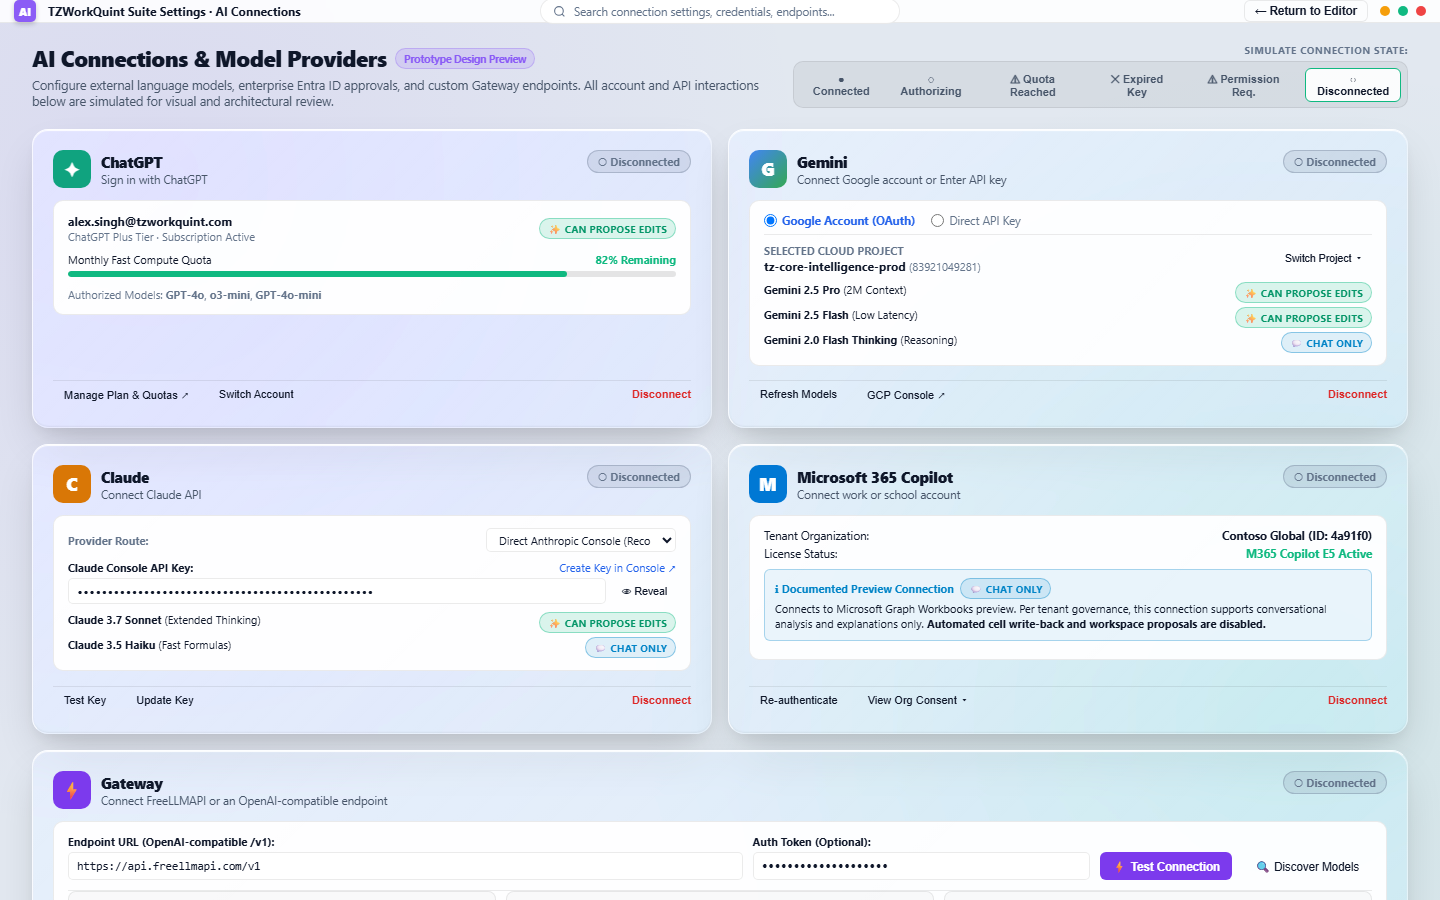 AI TZWorkQuint Suite Settings · AI Connections
Search connection settings, credentials, endpoints...
← Return to Editor
AI Connections & Model Providers Prototype Design Preview
Configure external language models, enterprise Entra ID approvals, and custom Gateway endpoints. All account and API interactions
below are simulated for visual and architectural review.
SIMULATE CONNECTION STATE:
● Connected
○ Authorizing
⚠ Quota Reached
✕ Expired Key
⚠ Permission Req.
Disconnected
ChatGPT
Sign in with ChatGPT
○ Disconnected
alex.singh@tzworkquint.com
ChatGPT Plus Tier · Subscription Active
✨ CAN PROPOSE EDITS
Monthly Fast Compute Quota 82% Remaining
Authorized Models: GPT-4o, o3-mini, GPT-4o-mini
Manage Plan & Quotas ↗ Switch Account Disconnect
G Gemini
Connect Google account or Enter API key
○ Disconnected
Google Account (OAuth) Direct API Key
SELECTED CLOUD PROJECT
tz-core-intelligence-prod (83921049281)
Switch Project ▾
Gemini 2.5 Pro (2M Context) ✨ CAN PROPOSE EDITS
Gemini 2.5 Flash (Low Latency) ✨ CAN PROPOSE EDITS
Gemini 2.0 Flash Thinking (Reasoning) 💬 CHAT ONLY
Refresh Models GCP Console ↗ Disconnect
C Claude
Connect Claude API
○ Disconnected
Provider Route: Direct Anthropic Console (Reco
Claude Console API Key: Create Key in Console ↗
•••••••••••••••••••••••••••••••••••••••••••••••• 👁 Reveal
Claude 3.7 Sonnet (Extended Thinking) ✨ CAN PROPOSE EDITS
Claude 3.5 Haiku (Fast Formulas) 💬 CHAT ONLY
Test Key Update Key Disconnect
M Microsoft 365 Copilot
Connect work or school account
○ Disconnected
Tenant Organization: Contoso Global (ID: 4a91f0)
License Status: M365 Copilot E5 Active
ℹ Documented Preview Connection 💬 CHAT ONLY
Connects to Microsoft Graph Workbooks preview. Per tenant governance, this connection supports conversational
analysis and explanations only. Automated cell write-back and workspace proposals are disabled.
Re-authenticate View Org Consent ▾ Disconnect
⚡ Gateway
Connect FreeLLMAPI or an OpenAI-compatible endpoint
○ Disconnected
Endpoint URL (OpenAI-compatible /v1):
https://api.freellmapi.com/v1
Auth Token (Optional):
••••••••••••••••••••
⚡ Test Connection
🔍 Discover Models